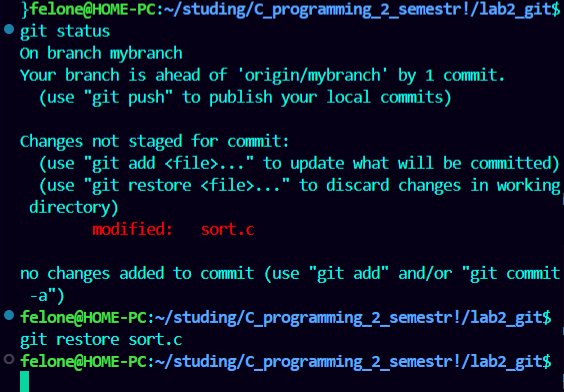 }felone@HOME-PC:~/studing/C_programming_2_semestr!/lab2_git$
git status
On branch mybranch
Your branch is ahead of 'origin/mybranch' by 1 commit.
  (use "git push" to publish your local commits)

Changes not staged for commit:
  (use "git add <file>..." to update what will be committed)
  (use "git restore <file>..." to discard changes in working
 directory)
        modified:   sort.c

no changes added to commit (use "git add" and/or "git commit
 -a")
felone@HOME-PC:~/studing/C_programming_2_semestr!/lab2_git$
git restore sort.c
felone@HOME-PC:~/studing/C_programming_2_semestr!/lab2_git$